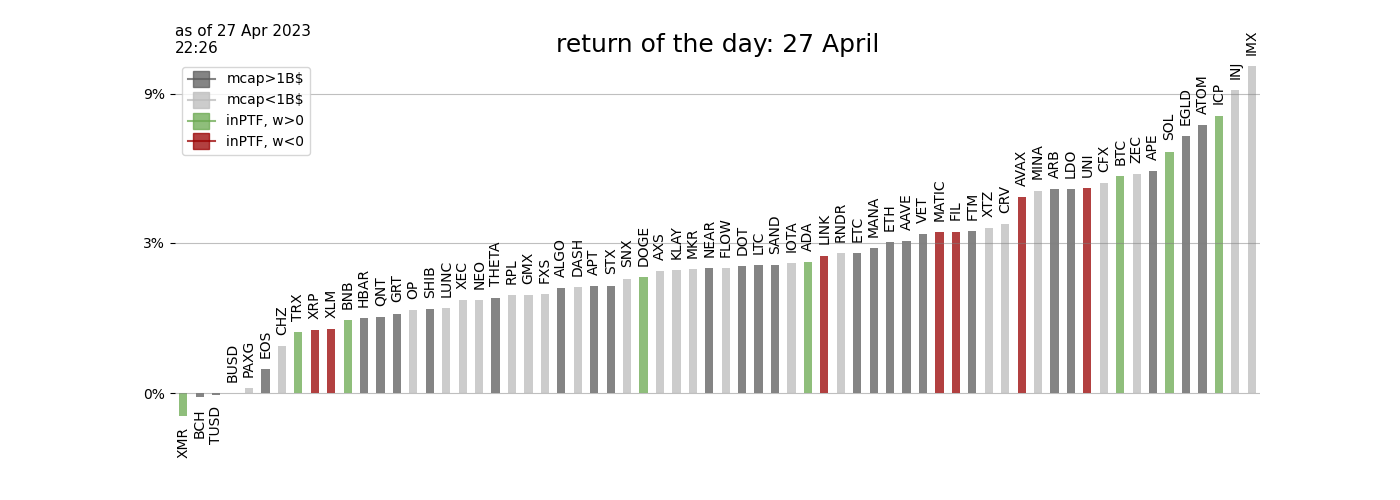 as of 27 Apr 2023
22:26
return of the day: 27 April
mcap>1B$
mcap<1B$
inPTF, w>0
inPTF, w<0
9%
3%
0%
XMR
BCH
TUSD
BUSD
PAXG
EOS
CHZ
TRX
XRP
XLM
BNB
HBAR
QNT
GRT
OP
SHIB
LUNC
XEC
NEO
THETA
RPL
GMX
FXS
ALGO
DASH
APT
STX
SNX
DOGE
AXS
KLAY
MKR
NEAR
FLOW
DOT
LTC
SAND
IOTA
ADA
LINK
RNDR
ETC
MANA
ETH
AAVE
VET
MATIC
FIL
FTM
XTZ
CRV
AVAX
MINA
ARB
LDO
UNI
CFX
BTC
ZEC
APE
SOL
EGLD
ATOM
ICP
INJ
IMX